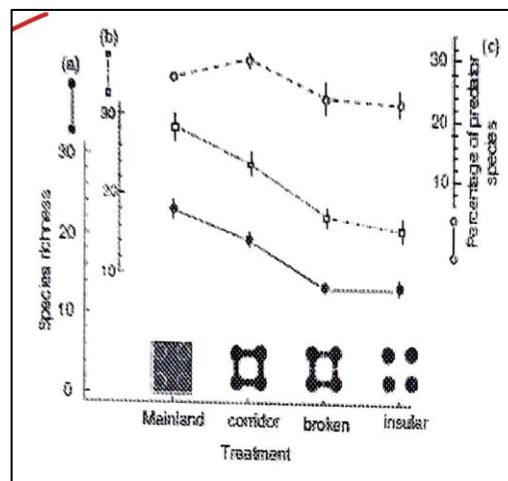 (a)
(b)
(c)
Species richness
30
20
10
0
30
20
10
30
20
10
Percentage of predator
species
Mainland
corridor
broken
insular
Treatment